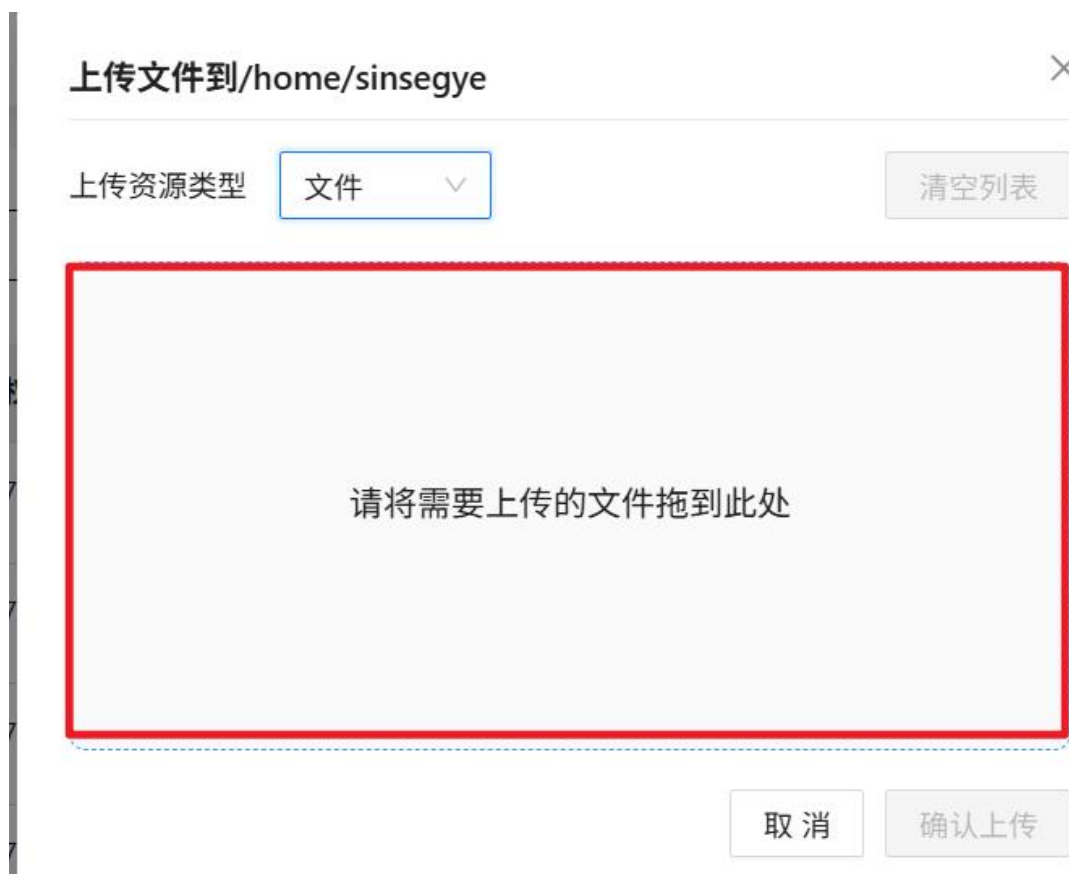 上传文件到/home/sinsegye
上传资源类型 文件 清空列表
请将需要上传的文件拖到此处
取 消 确认上传